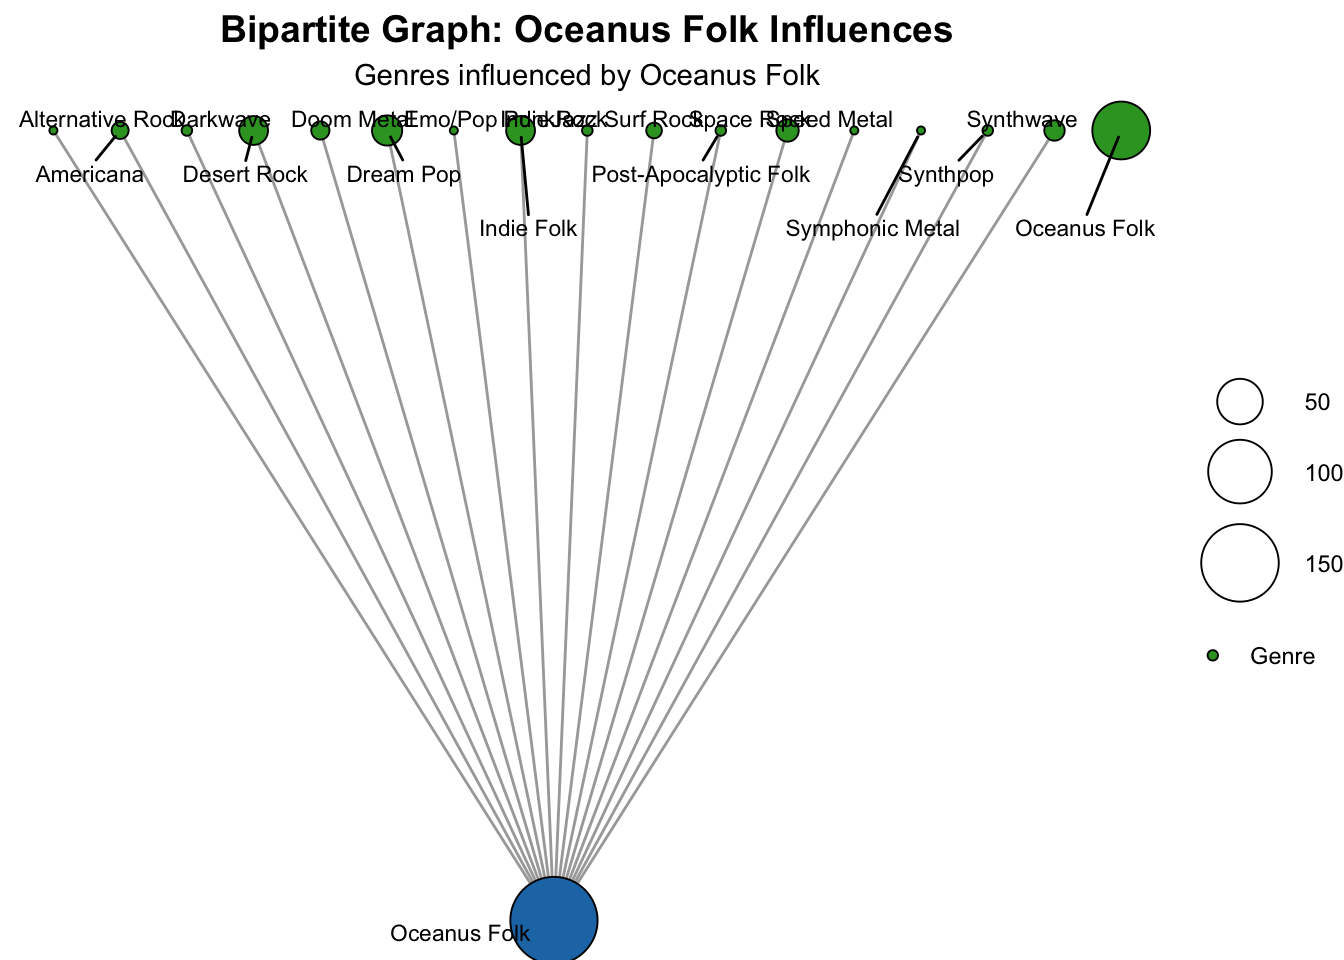 Bipartite Graph: Oceanus Folk Influences
Genres influenced by Oceanus Folk
Alternative Rock
Darkwave
Doom Metal
Emo/Pop Punk
Indie Rock
Jazz Surf Rock
Space Rock
Speed Metal
Synthwave
Americana
Desert Rock
Dream Pop
Post-Apocalyptic Folk
Synthpop
Indie Folk
Symphonic Metal
Oceanus Folk
50
100
150
Genre
Oceanus Folk